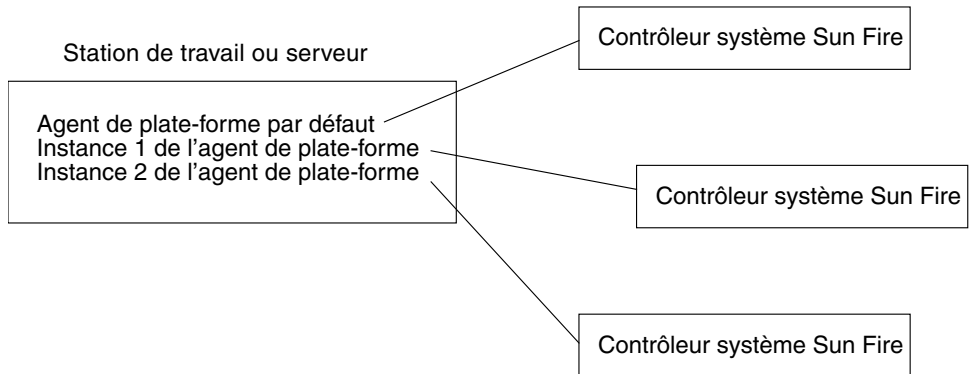 Contrôleur système Sun Fire
Station de travail ou serveur
Agent de plate-forme par défaut
Instance 1 de l'agent de plate-forme
Instance 2 de l'agent de plate-forme
Contrôleur système Sun Fire
Contrôleur système Sun Fire